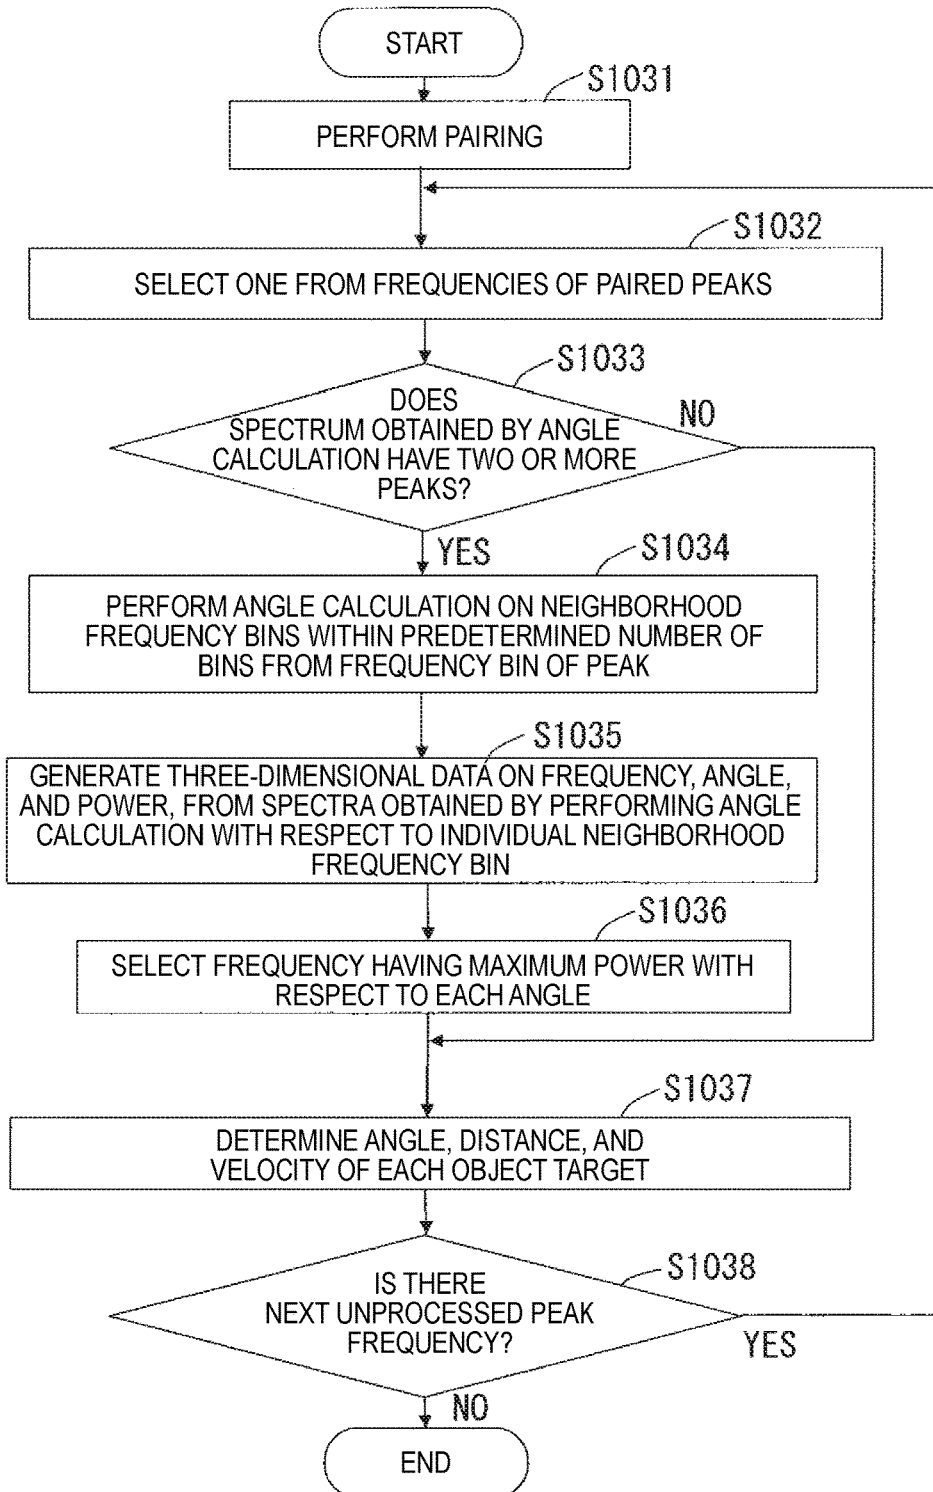 START
S1031
PERFORM PAIRING
S1032
SELECT ONE FROM FREQUENCIES OF PAIRED PEAKS
S1033
DOES
SPECTRUM OBTAINED BY ANGLE
CALCULATION HAVE TWO OR MORE
PEAKS?
NO
YES
S1034
PERFORM ANGLE CALCULATION ON NEIGHBORHOOD
FREQUENCY BINS WITHIN PREDETERMINED NUMBER OF
BINS FROM FREQUENCY BIN OF PEAK
S1035
GENERATE THREE-DIMENSIONAL DATA ON FREQUENCY, ANGLE,
AND POWER, FROM SPECTRA OBTAINED BY PERFORMING ANGLE
CALCULATION WITH RESPECT TO INDIVIDUAL NEIGHBORHOOD
FREQUENCY BIN
S1036
SELECT FREQUENCY HAVING MAXIMUM POWER WITH
RESPECT TO EACH ANGLE
S1037
DETERMINE ANGLE, DISTANCE, AND
VELOCITY OF EACH OBJECT TARGET
S1038
IS THERE
NEXT UNPROCESSED PEAK
FREQUENCY?
YES
NO
END